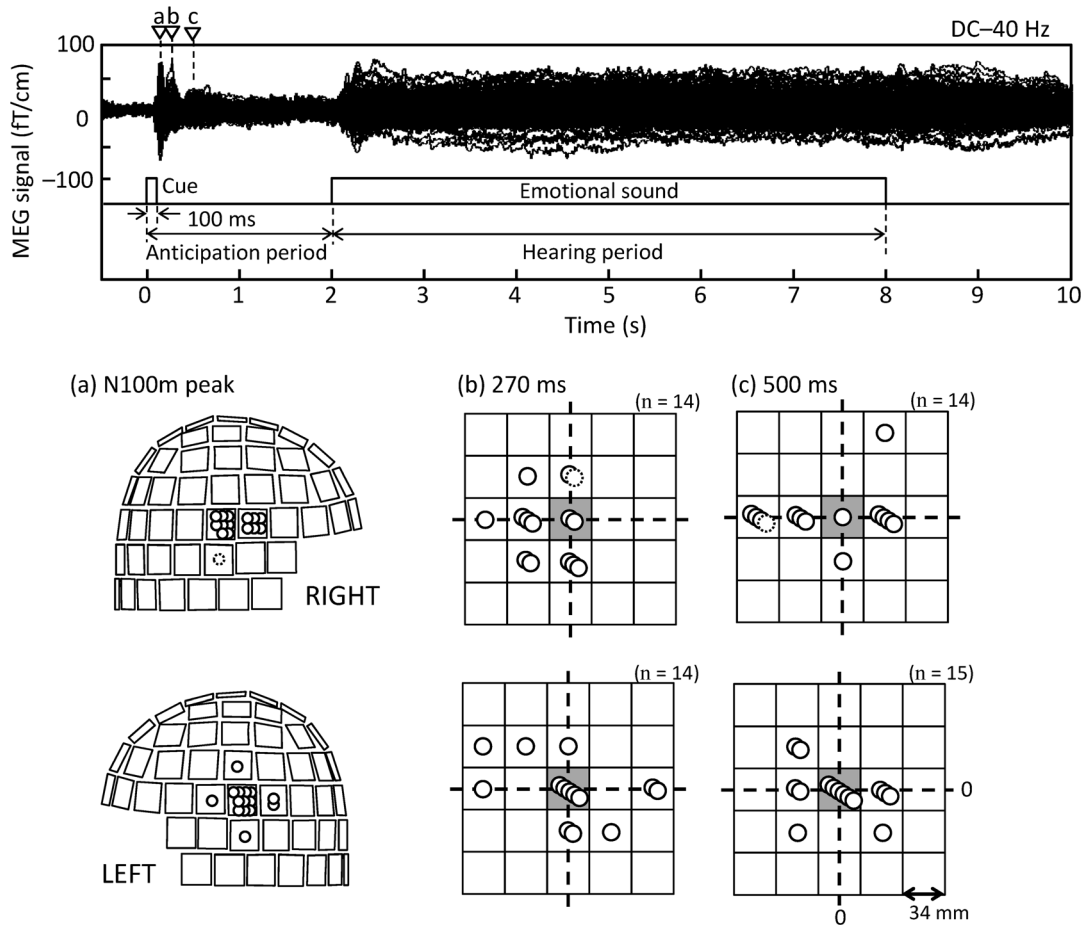 a b c
DC–40 Hz
100
0
−100
MEG signal (fT/cm)
Cue
Emotional sound
100 ms
Anticipation period
Hearing period
0 1 2 3 4 5 6 7 8 9 10
Time (s)
(a) N100m peak
(b) 270 ms
(c) 500 ms
(n = 14)
(n = 14)
RIGHT
(n = 14)
(n = 15)
0
LEFT
0
34 mm